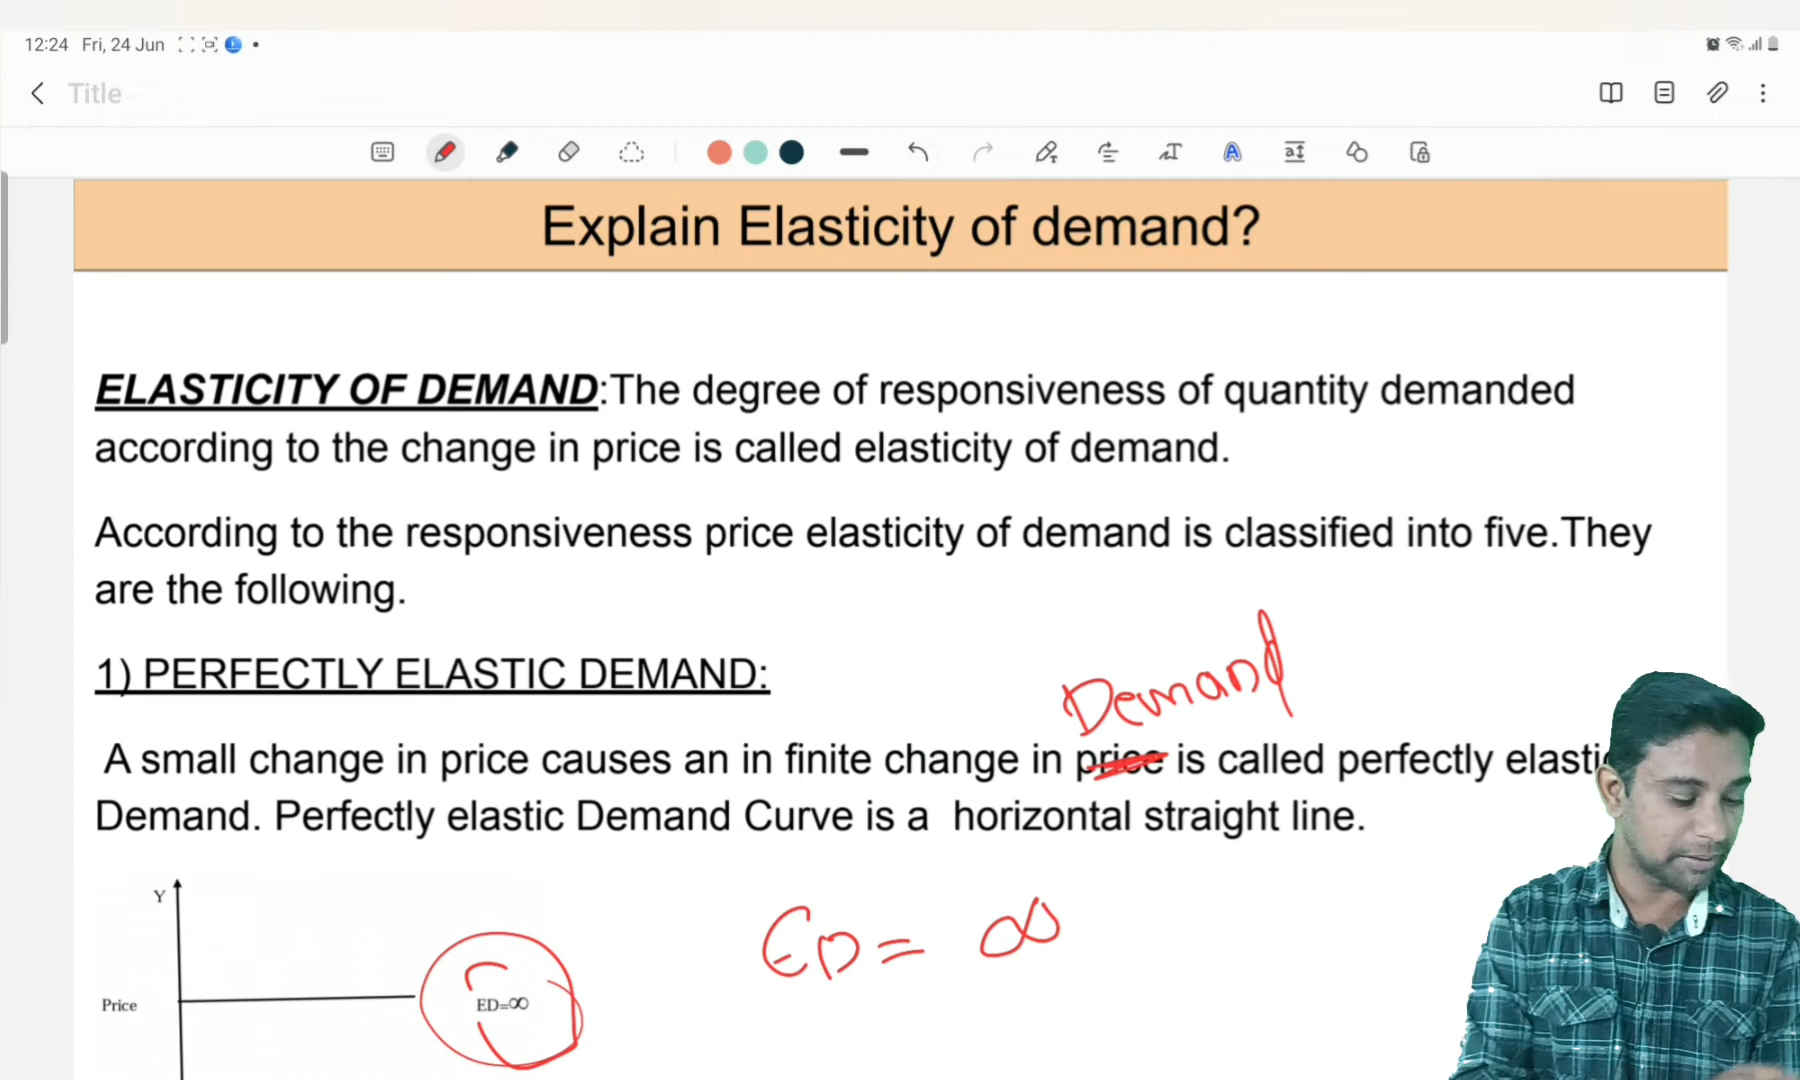 12:24 Fri, 24 Jun
Title
Explain Elasticity of demand?
ELASTICITY OF DEMAND:The degree of responsiveness of quantity demanded
according to the change in price is called elasticity of demand.
According to the responsiveness price elasticity of demand is classified into five.They
are the following.
1) PERFECTLY ELASTIC DEMAND:
Demand
A small change in price causes an in finite change in price is called perfectly elasti
Demand. Perfectly elastic Demand Curve is a horizontal straight line.
Y
ED = ∞
Price
ED=∞